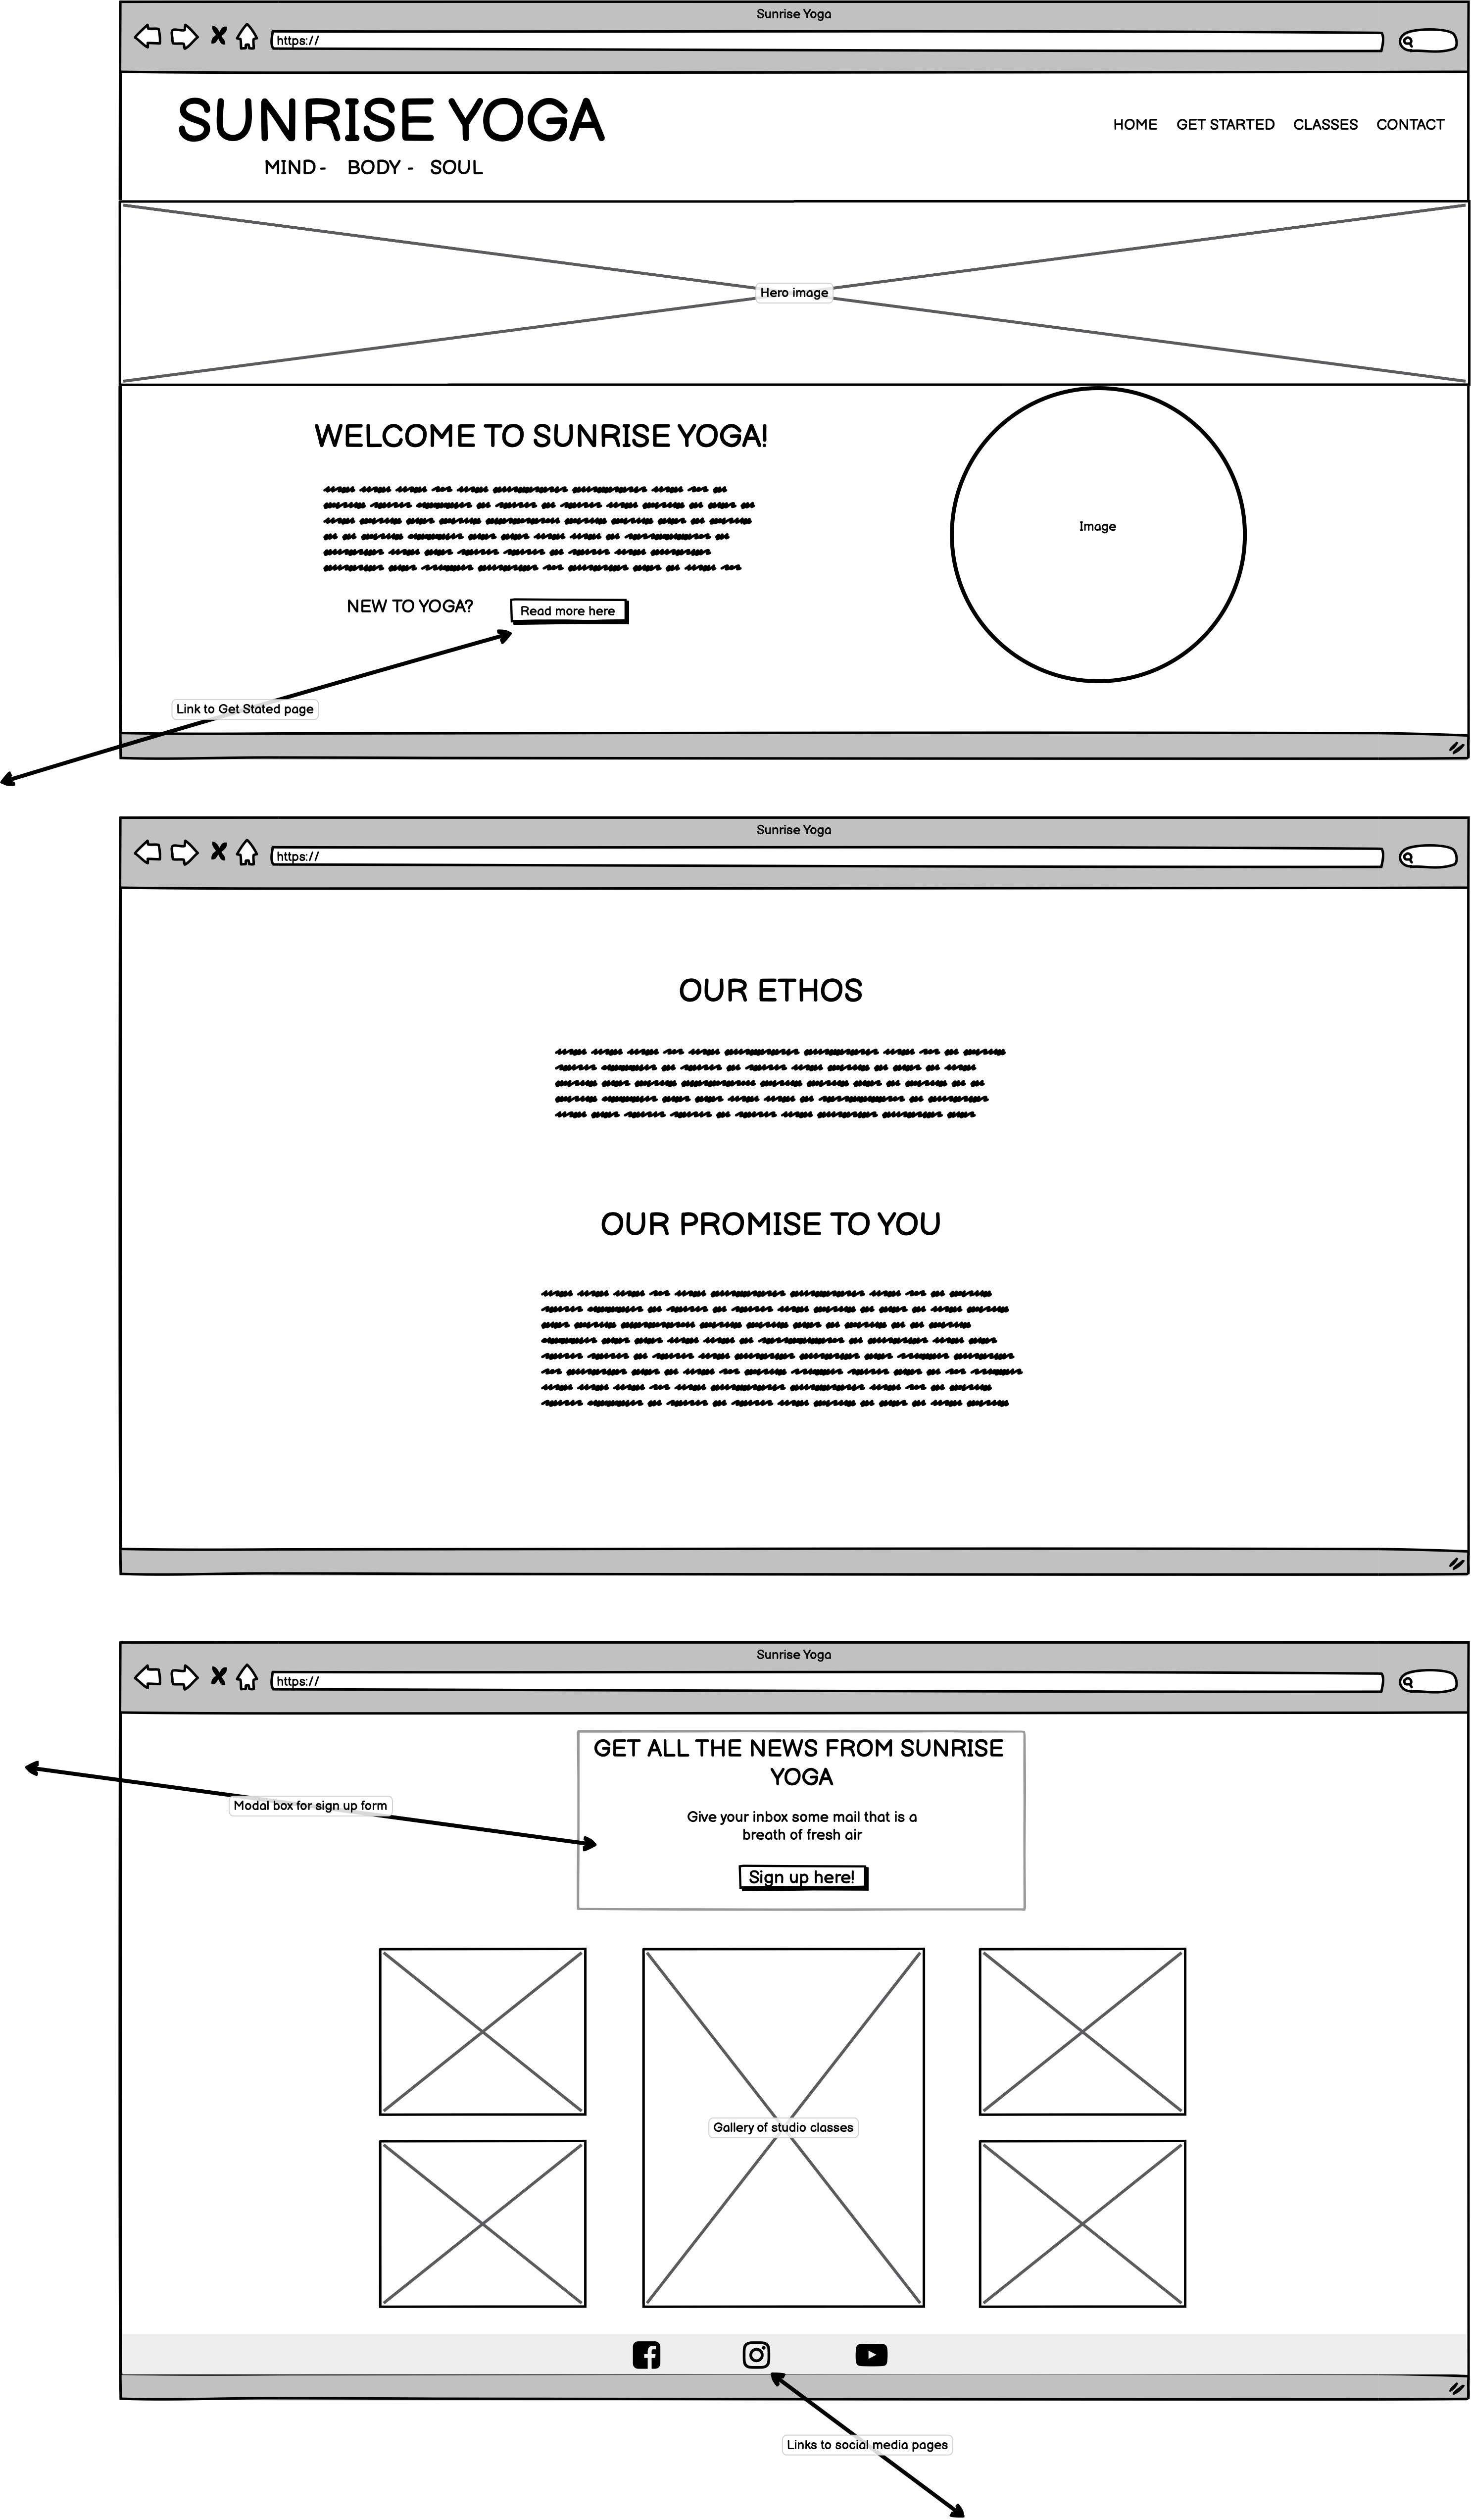 Sunrise Yoga
https://
SUNRISE YOGA
MIND - BODY - SOUL
HOME GET STARTED CLASSES CONTACT
Hero image
WELCOME TO SUNRISE YOGA!
Image
NEW TO YOGA? Read more here
Link to Get Stated page
Sunrise Yoga
https://
OUR ETHOS
OUR PROMISE TO YOU
Sunrise Yoga
https://
GET ALL THE NEWS FROM SUNRISE
YOGA
Modal box for sign up form
Give your inbox some mail that is a
breath of fresh air
Sign up here!
Gallery of studio classes
Links to social media pages